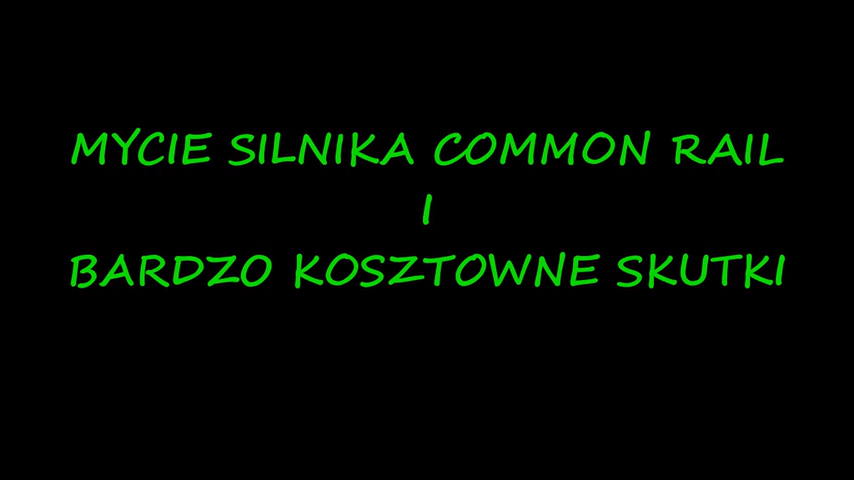 MYCIE SILNIKA COMMON RAIL
I
BARDZO KOSZTOWNE SKUTKI